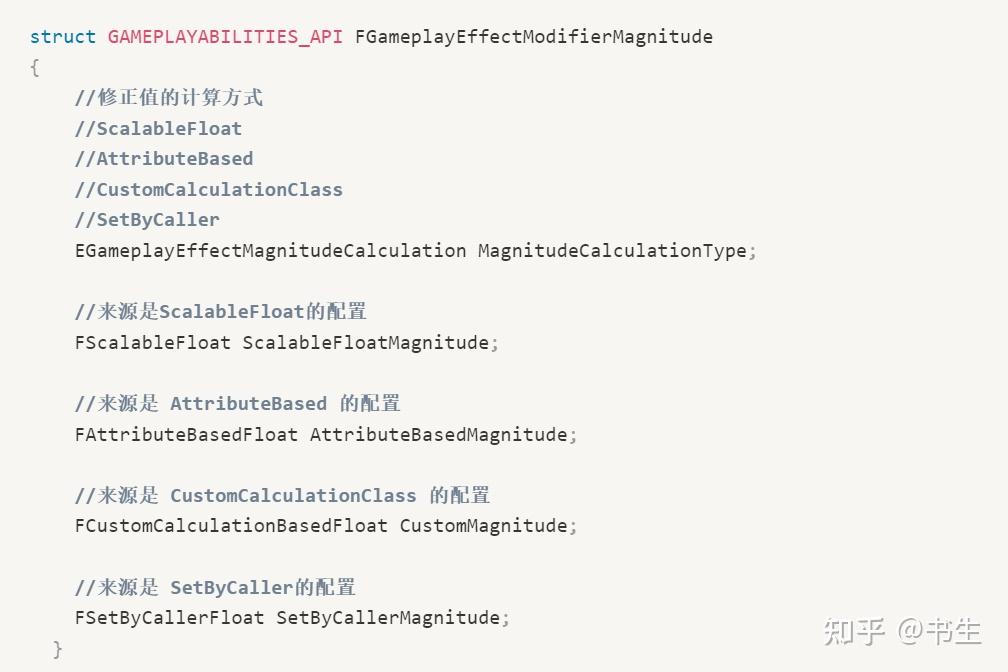 struct GAMEPLAYABILITIES_API FGameplayEffectModifierMagnitude
{
//修正值的计算方式
//ScalableFloat
//AttributeBased
//CustomCalculationClass
//SetByCaller
EGameplayEffectMagnitudeCalculation MagnitudeCalculationType;
//来源是ScalableFloat的配置
FScalableFloat ScalableFloatMagnitude;
//来源是 AttributeBased 的配置
FAttributeBasedFloat AttributeBasedMagnitude;
//来源是 CustomCalculationClass 的配置
FCustomCalculationBasedFloat CustomMagnitude;
//来源是 SetByCaller的配置
FSetByCallerFloat SetByCallerMagnitude;
}
知乎 @书生